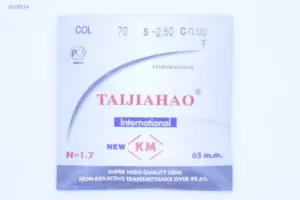 COL 70 S -2.50 C 0.00
T
TAIJIAHAO®
International
NEW KM
N=1.7 65 m.m.
SUPER HIGH QUALITY LENS
NON-REFLECTIVE TRANSMITTANCE OVER 99.6%